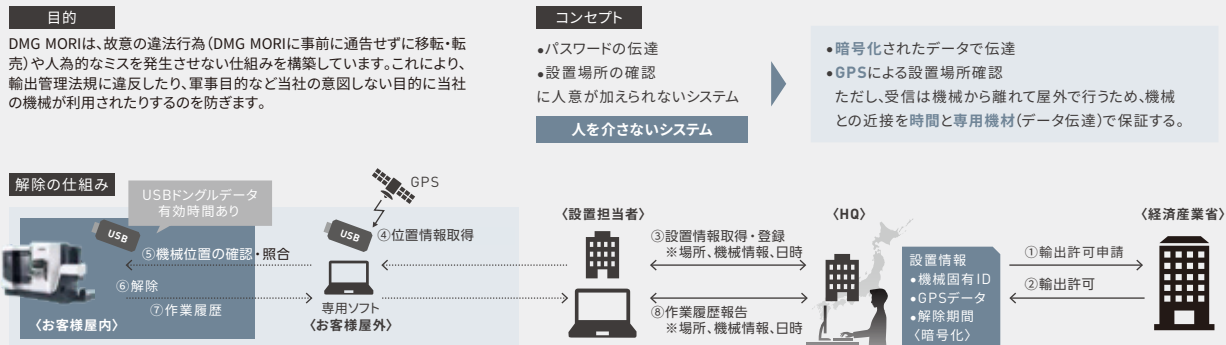 目的
DMG MORIは、故意の違法行為（DMG MORIに事前に通告せずに移転・転
売）や人為的なミスを発生させない仕組みを構築しています。これにより、
輸出管理法規に違反したり、軍事目的など当社の意図しない目的に当社
の機械が利用されたりするのを防ぎます。
コンセプト
•パスワードの伝達
•設置場所の確認
に人意が加えられないシステム
人を介さないシステム
•暗号化されたデータで伝達
•GPSによる設置場所確認
ただし、受信は機械から離れて屋外で行うため、機械
との近接を時間と専用機材(データ伝達)で保証する。
解除の仕組み
USBドングルデータ
有効時間あり
USB
⑤機械位置の確認・照合
⑥解除
⑦作業履歴
〈お客様屋内〉
GPS
USB
④位置情報取得
専用ソフト
〈お客様屋外〉
〈設置担当者〉
③設置情報取得・登録
※場所、機械情報、日時
⑧作業履歴報告
※場所、機械情報、日時
〈HQ〉
設置情報
•機械固有ID
•GPSデータ
•解除期間
〈暗号化〉
①輸出許可申請
②輸出許可
〈経済産業省〉